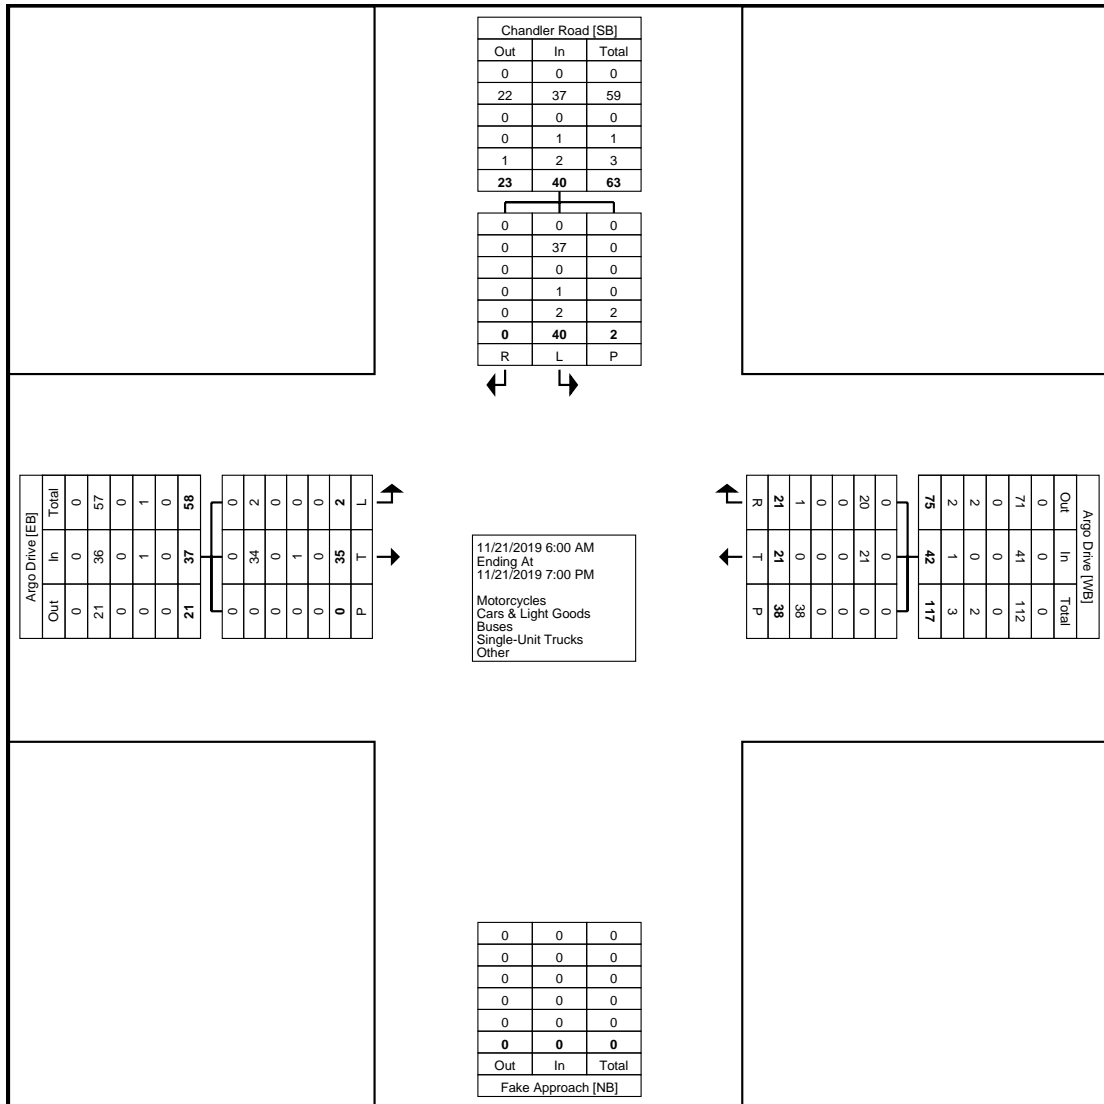 Chandler Road [SB]
Out In Total
0 0 0
22 37 59
0 0 0
0 1 1
1 2 3
23 40 63
0 0 0
0 37 0
0 0 0
0 1 0
0 2 2
0 40 2
R L P
Argo Drive [EB]
Out In Total
0 0 0
21 36 57
0 0 0
0 1 1
0 0 0
21 37 58
0 0 0
0 34 2
0 0 0
0 1 0
0 0 0
0 35 2
P T L
11/21/2019 6:00 AM
Ending At
11/21/2019 7:00 PM
Motorcycles
Cars & Light Goods
Buses
Single-Unit Trucks
Other
Argo Drive [WB]
Out In Total
0 0 0
71 41 112
0 0 0
2 0 2
2 1 3
75 42 117
0 0 0
20 21 0
0 0 0
0 0 0
1 0 38
21 21 38
R T P
0 0 0
0 0 0
0 0 0
0 0 0
0 0 0
0 0 0
Out In Total
Fake Approach [NB]